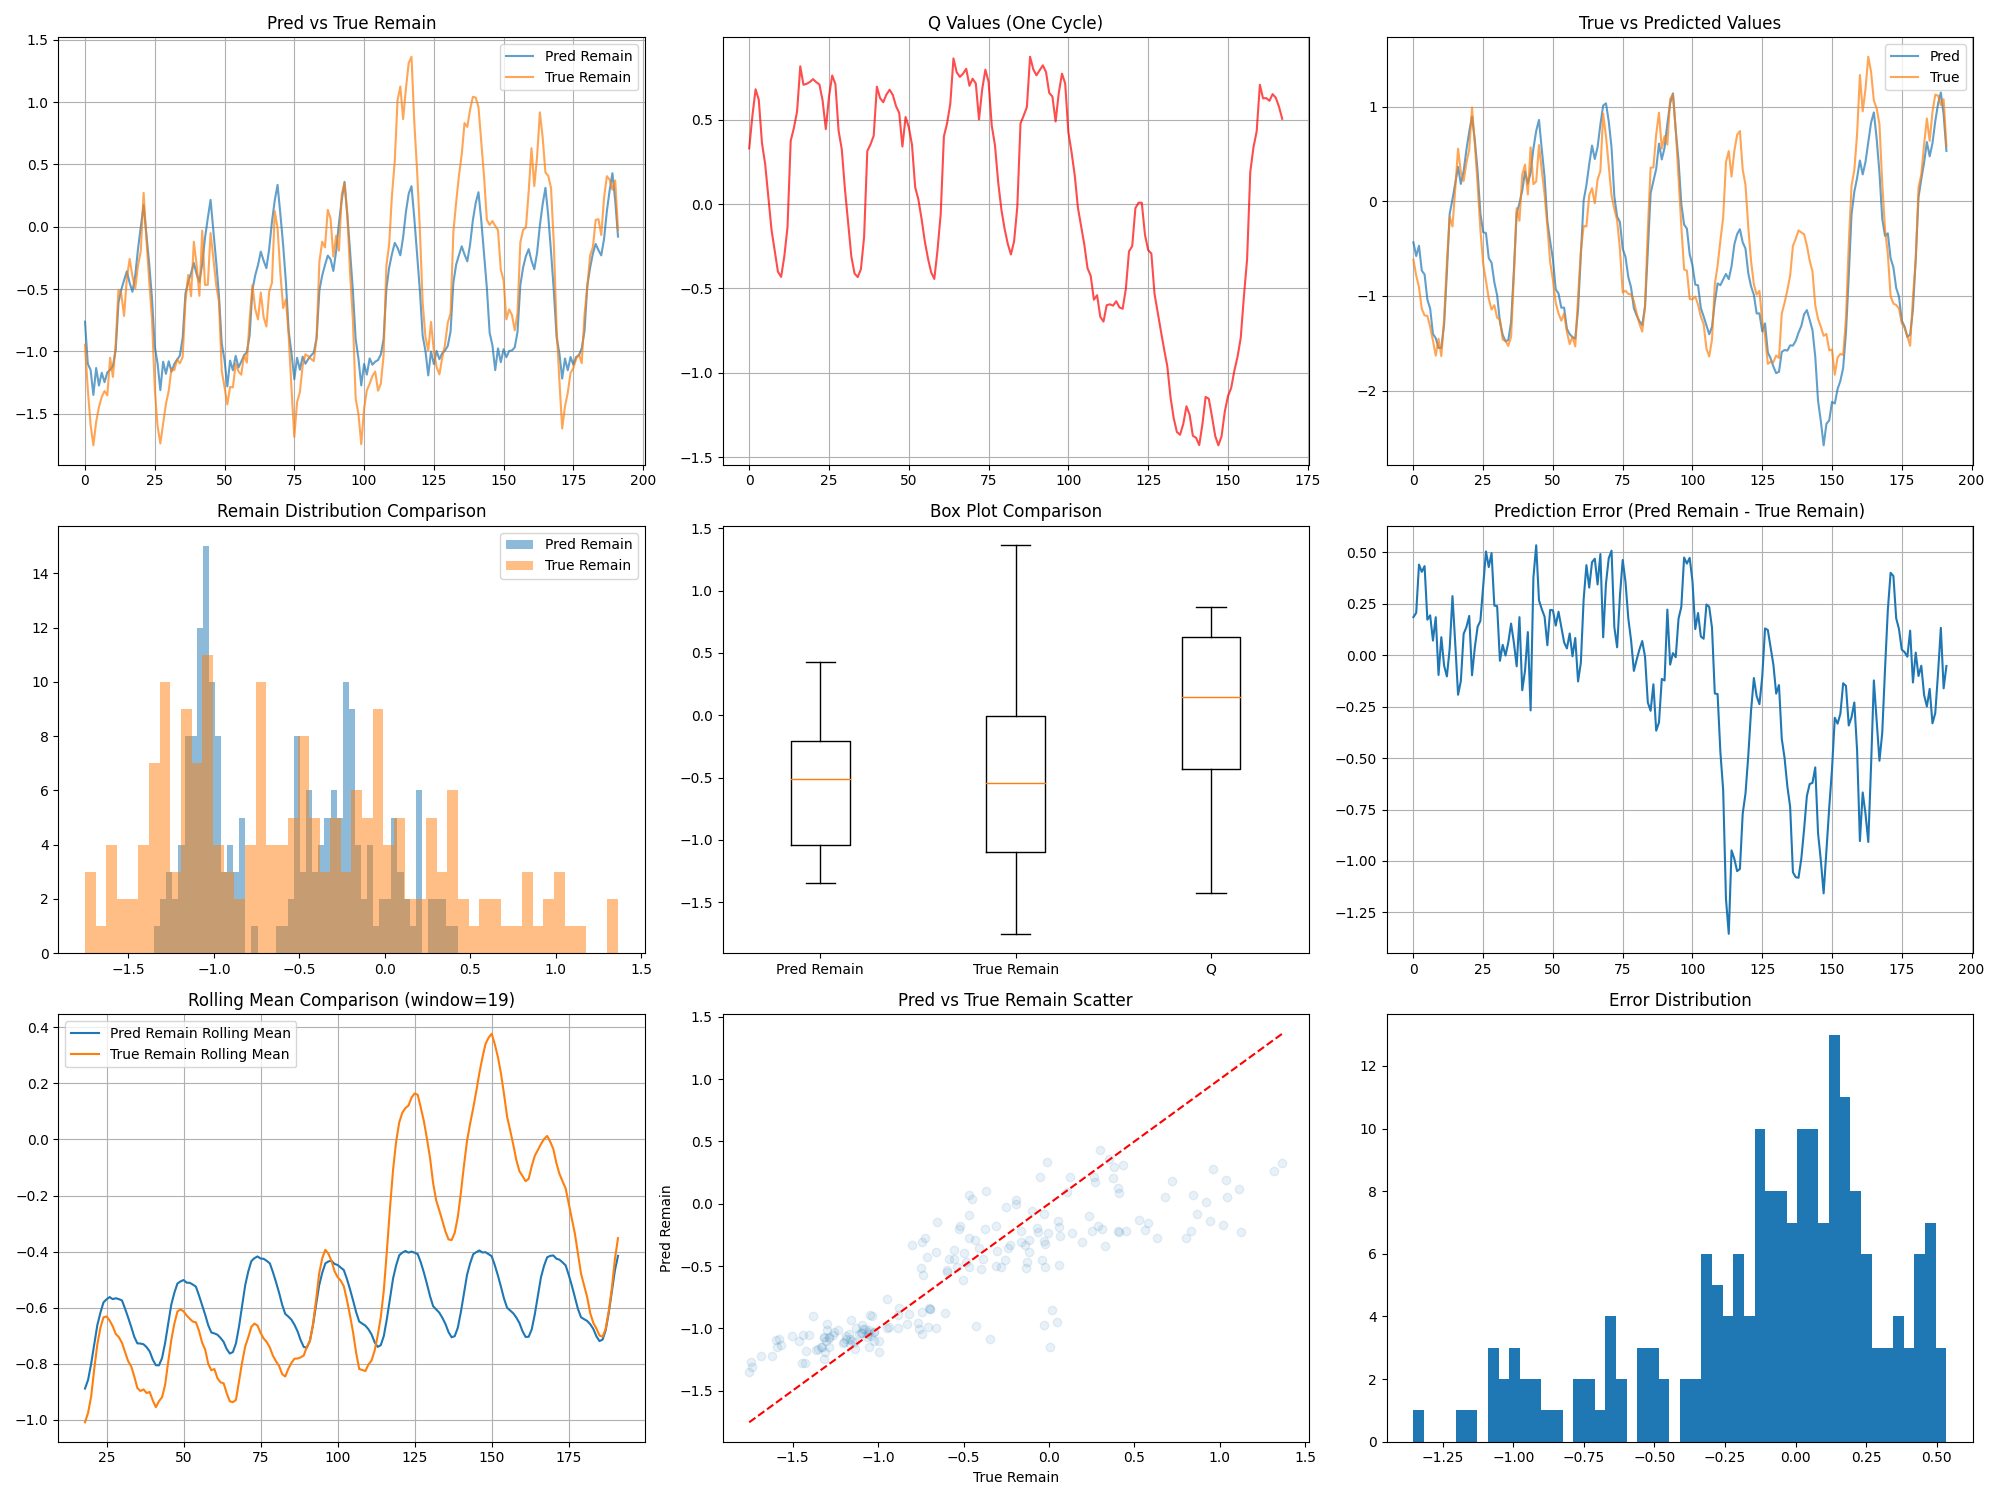 Pred vs True Remain
Pred Remain
True Remain
1.5
1.0
0.5
0.0
−0.5
−1.0
−1.5
0 25 50 75 100 125 150 175 200
Q Values (One Cycle)
0.5
0.0
−0.5
−1.0
−1.5
0 25 50 75 100 125 150 175
True vs Predicted Values
Pred
True
1
0
−1
−2
0 25 50 75 100 125 150 175 200
Remain Distribution Comparison
Pred Remain
True Remain
14
12
10
8
6
4
2
0
−1.5 −1.0 −0.5 0.0 0.5 1.0 1.5
Box Plot Comparison
1.5
1.0
0.5
0.0
−0.5
−1.0
−1.5
Pred Remain True Remain Q
Prediction Error (Pred Remain - True Remain)
0.50
0.25
0.00
−0.25
−0.50
−0.75
−1.00
−1.25
0 25 50 75 100 125 150 175 200
Rolling Mean Comparison (window=19)
Pred Remain Rolling Mean
True Remain Rolling Mean
0.4
0.2
0.0
−0.2
−0.4
−0.6
−0.8
−1.0
25 50 75 100 125 150 175
Pred vs True Remain Scatter
Pred Remain
1.5
1.0
0.5
0.0
−0.5
−1.0
−1.5
−1.5 −1.0 −0.5 0.0 0.5 1.0 1.5
True Remain
Error Distribution
12
10
8
6
4
2
0
−1.25 −1.00 −0.75 −0.50 −0.25 0.00 0.25 0.50